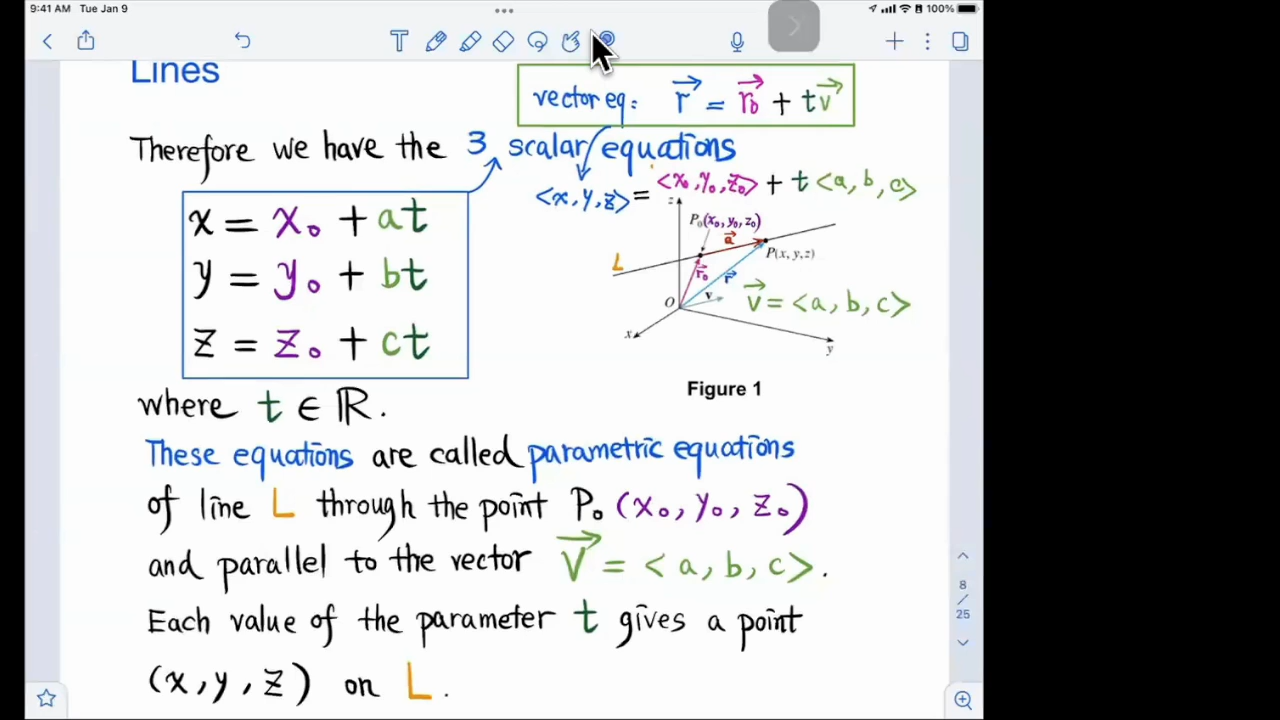 9:41 AM Tue Jan 9
100%
Lines
vector eq: r = r0 + tv
Therefore we have the 3 scalar equations
<x, y, z> = <x0, y0, z0> + t <a, b, c>
x = x0 + at
y = y0 + bt
z = z0 + ct
z
P0(x0, y0, z0)
a
P(x, y, z)
L
r0
r
v
O
v = <a, b, c>
x
y
Figure 1
where t ∈ ℝ.
These equations are called parametric equations
of line L through the point P0 (x0, y0, z0)
and parallel to the vector v = < a, b, c>.
Each value of the parameter t gives a point
(x, y, z) on L.
8
/
25